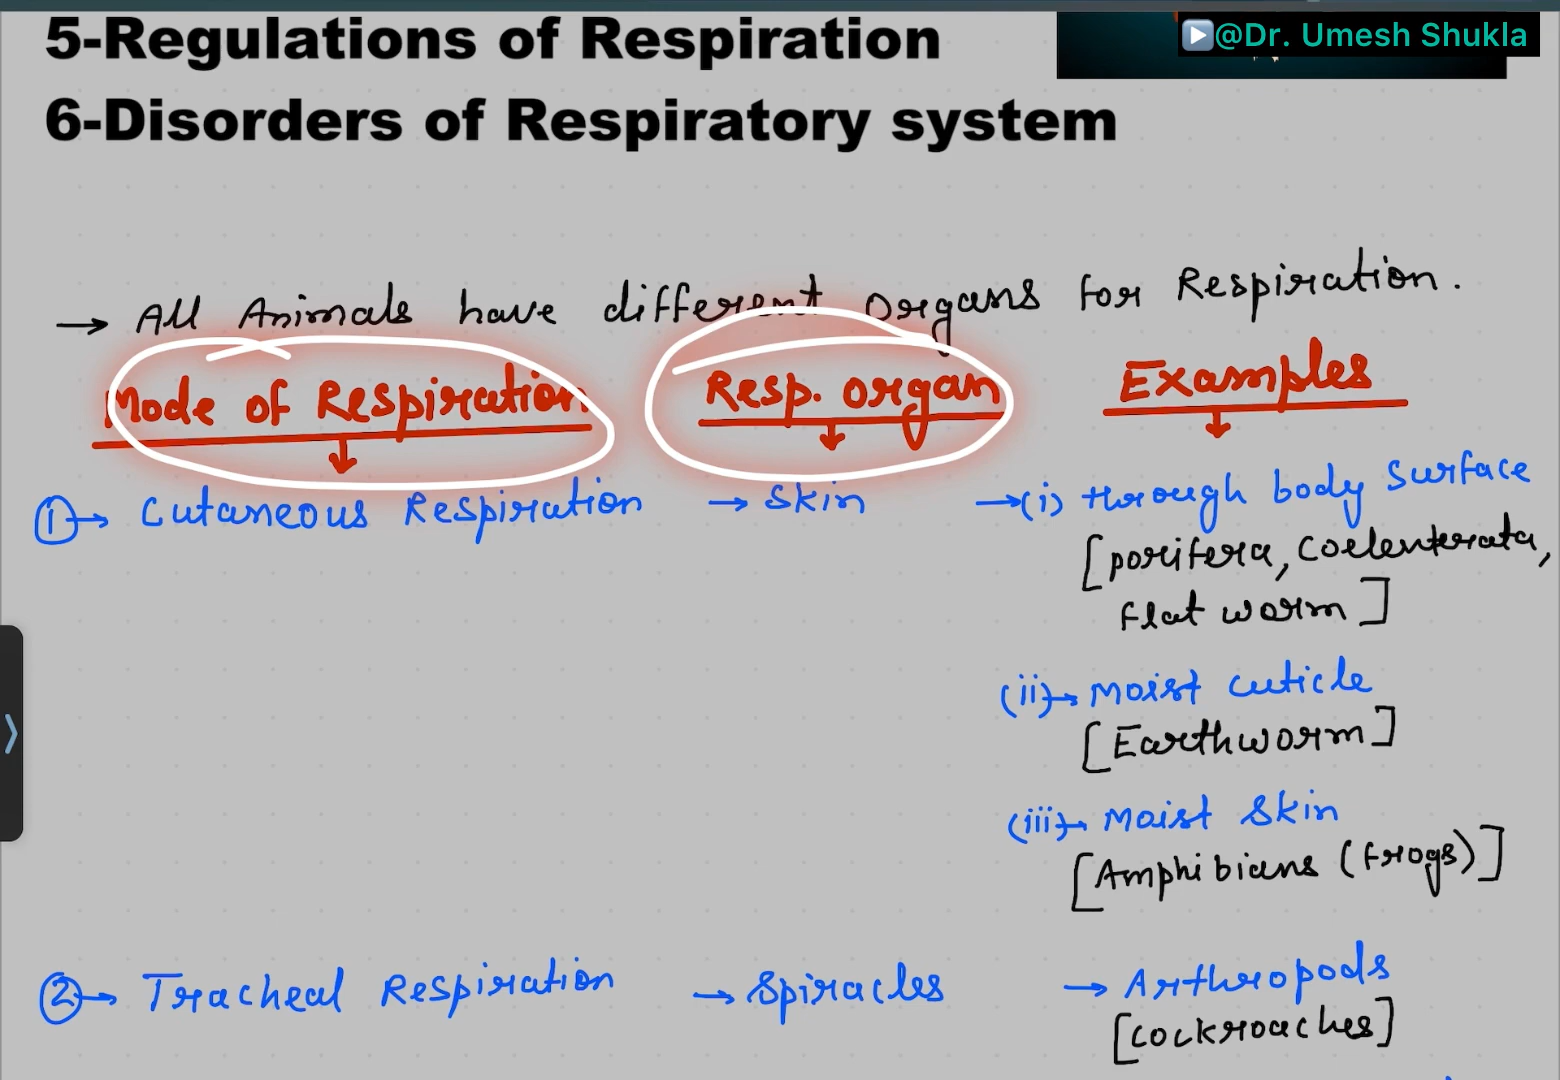 5-Regulations of Respiration
@Dr. Umesh Shukla
6-Disorders of Respiratory system
→ All Animals have different organs for Respiration.
Mode of Respiration Resp. organ Examples
① → Cutaneous Respiration → Skin → (i) through body surface
[porifera, Coelenterata,
flat worm]
(ii) → Moist cuticle
[Earthworm]
(iii) → Moist Skin
[Amphibians (frogs)]
② → Tracheal Respiration → Spiracles → Arthropods
[cockroaches]